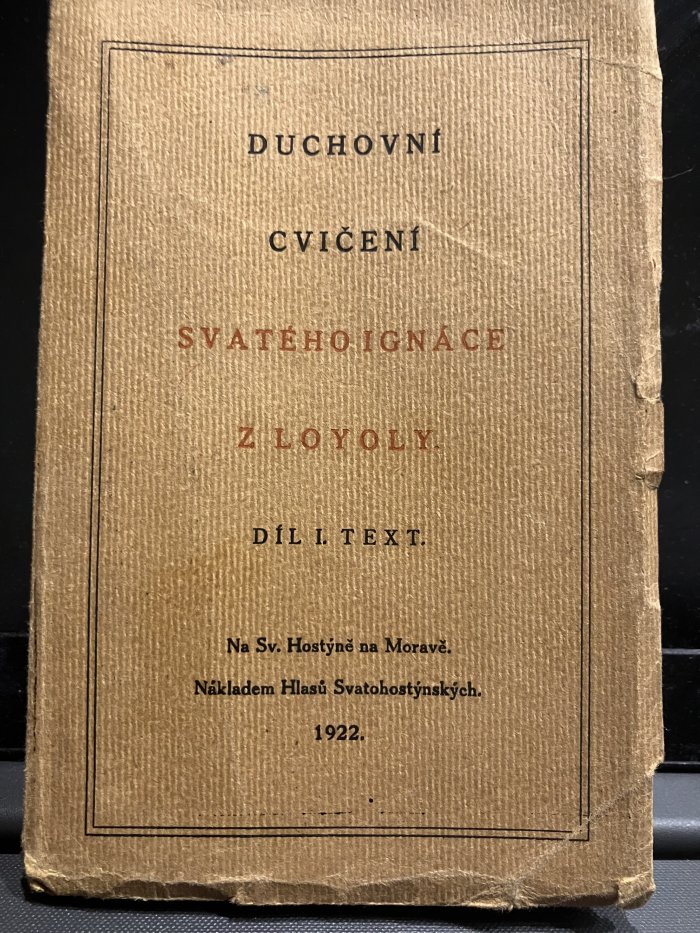 DUCHOVNÍ
CVIČENÍ
SVATÉHO IGNÁCE
Z LOYOLY.
DÍL I. TEXT.
Na Sv. Hostýně na Moravě.
Nákladem Hlasů Svatohostýnských.
1922.